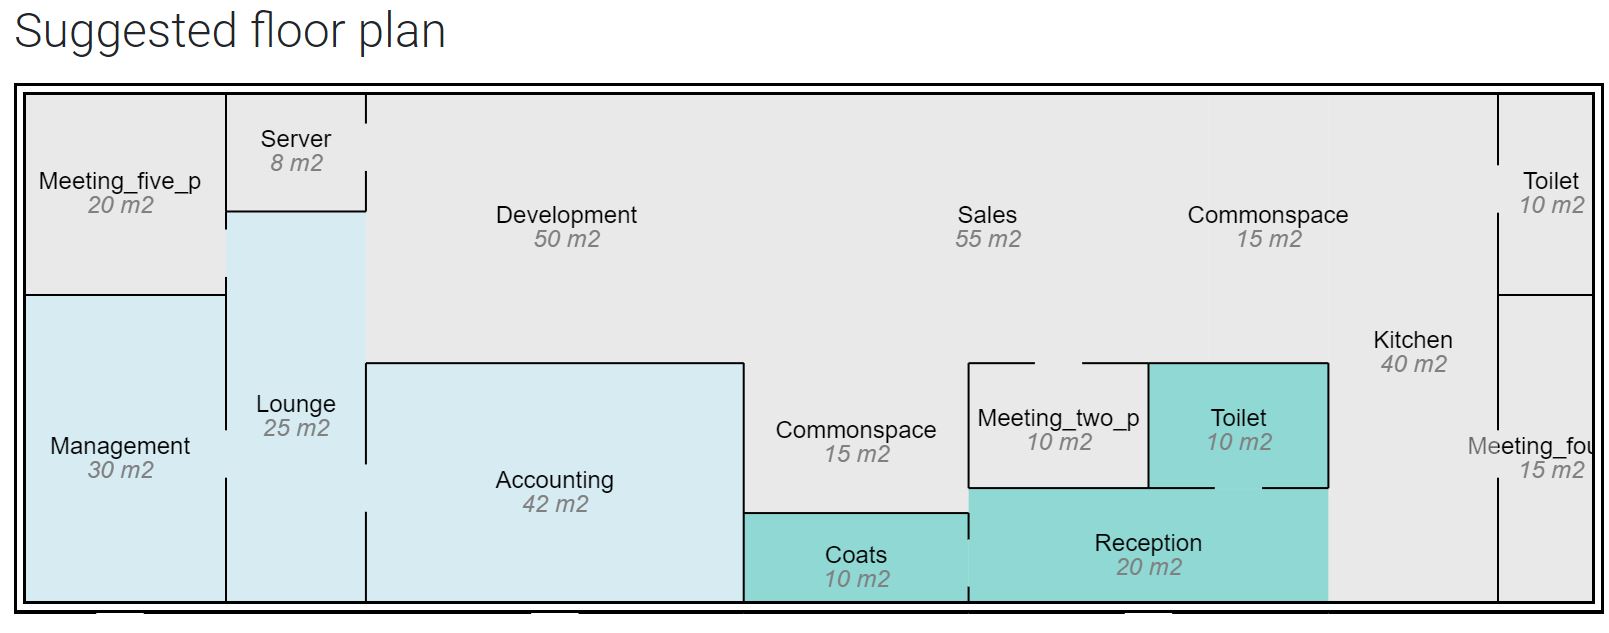 Suggested floor plan
Meeting_five_p
20 m2
Server
8 m2
Development
50 m2
Sales
55 m2
Commonspace
15 m2
Toilet
10 m2
Management
30 m2
Lounge
25 m2
Accounting
42 m2
Commonspace
15 m2
Meeting_two_p
10 m2
Toilet
10 m2
Kitchen
40 m2
Meeting_fou
15 m2
Coats
10 m2
Reception
20 m2